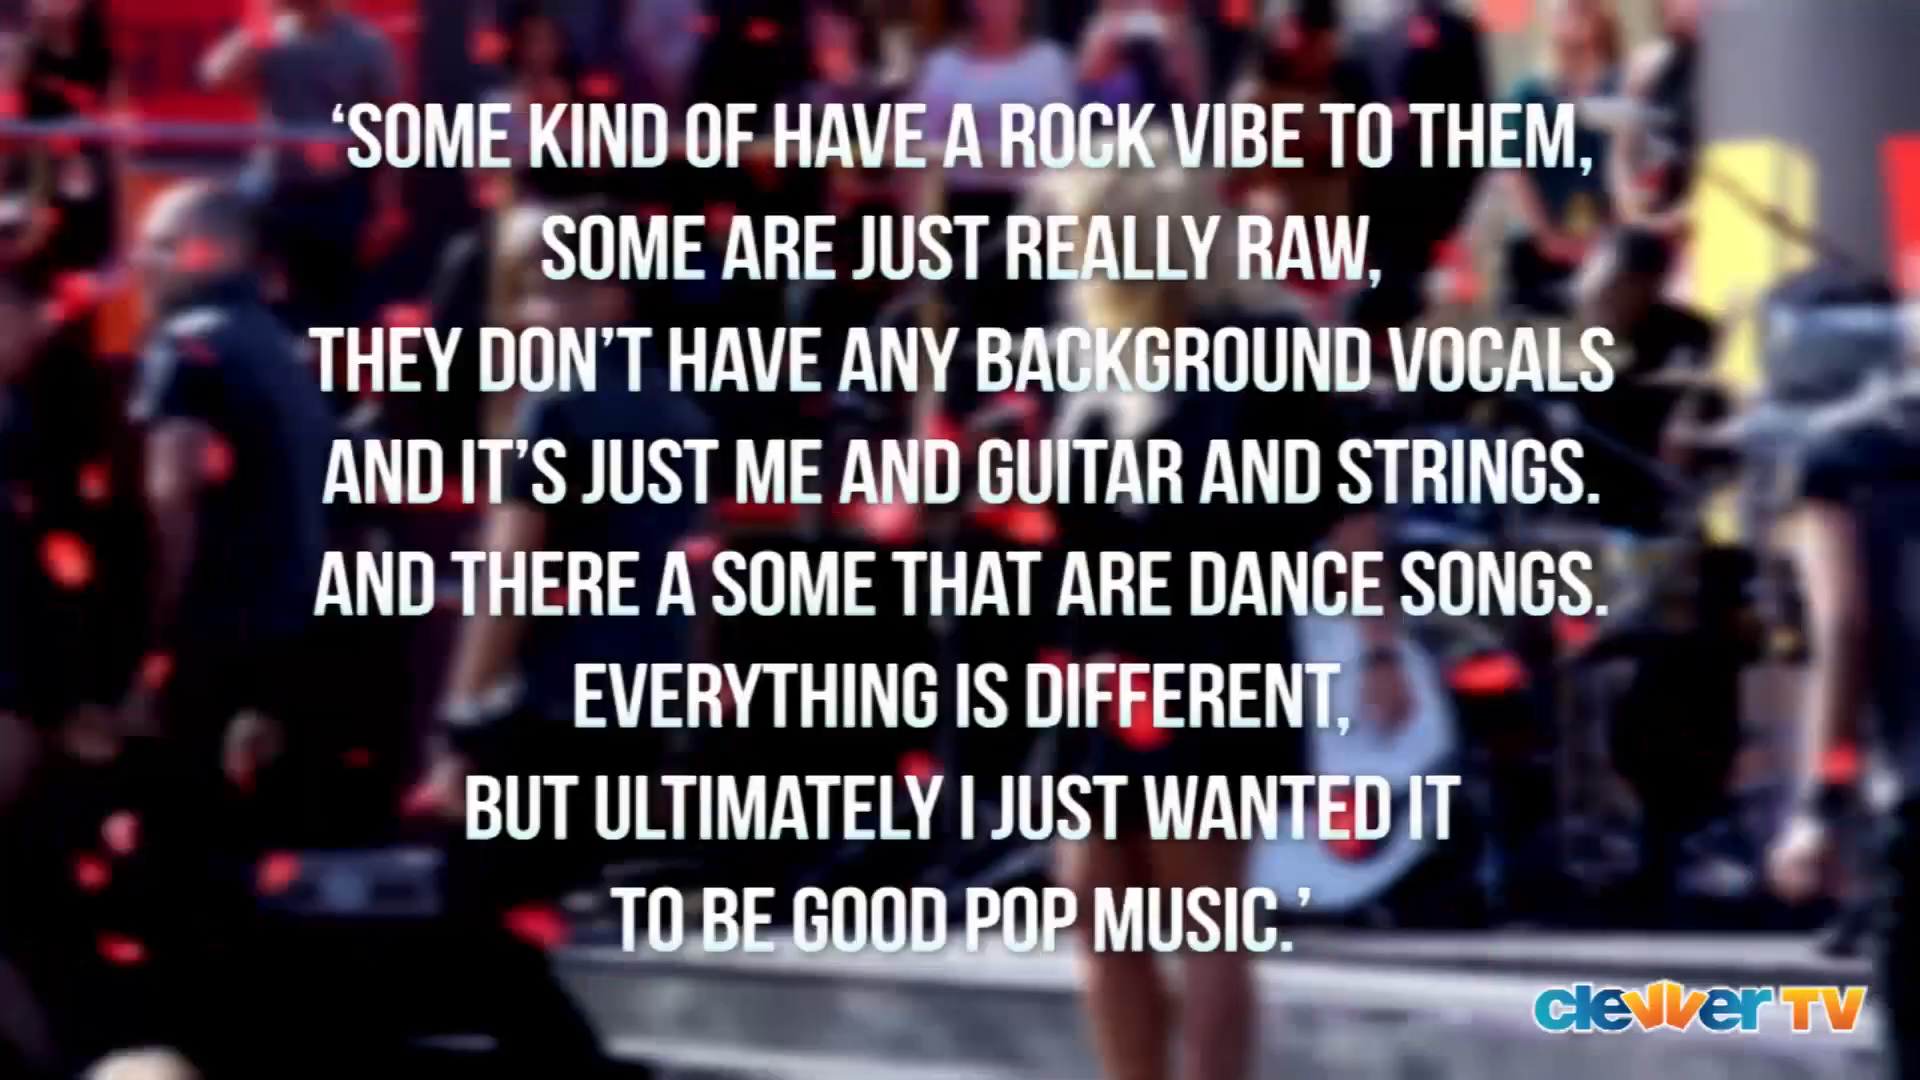 ‘SOME KIND OF HAVE A ROCK VIBE TO THEM,
SOME ARE JUST REALLY RAW,
THEY DON’T HAVE ANY BACKGROUND VOCALS
AND IT’S JUST ME AND GUITAR AND STRINGS.
AND THERE A SOME THAT ARE DANCE SONGS.
EVERYTHING IS DIFFERENT,
BUT ULTIMATELY I JUST WANTED IT
TO BE GOOD POP MUSIC.’
clevver TV